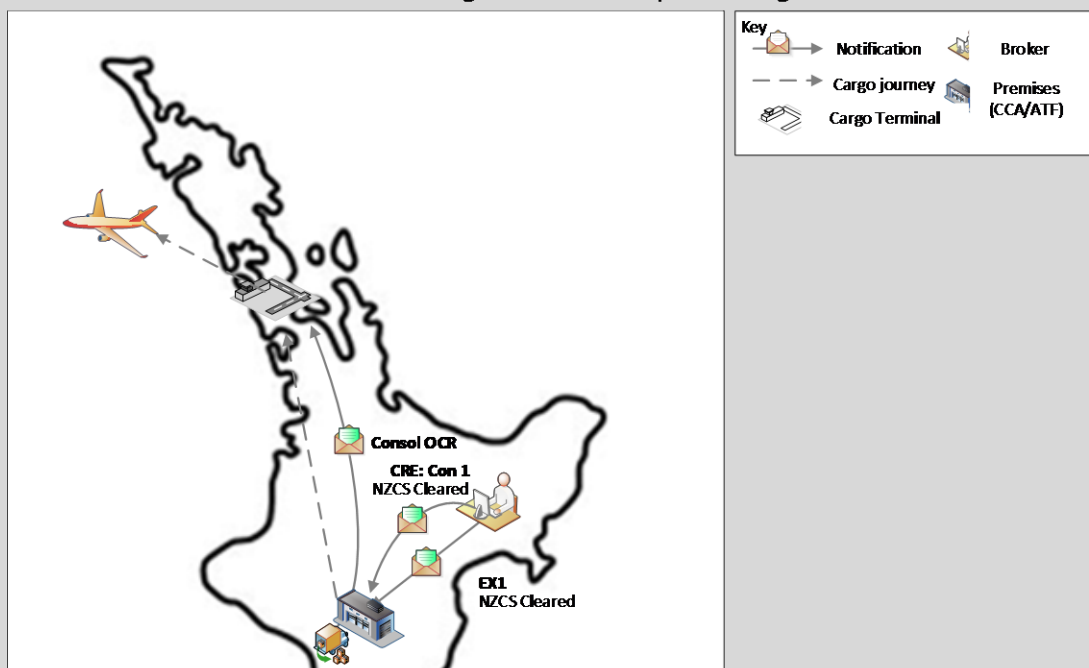 Key
Notification
Broker
Cargo journey
Premises
(CCA/ATF)
Cargo Terminal
Consol OCR
CRE: Con 1
NZCS Cleared
EX1
NZCS Cleared